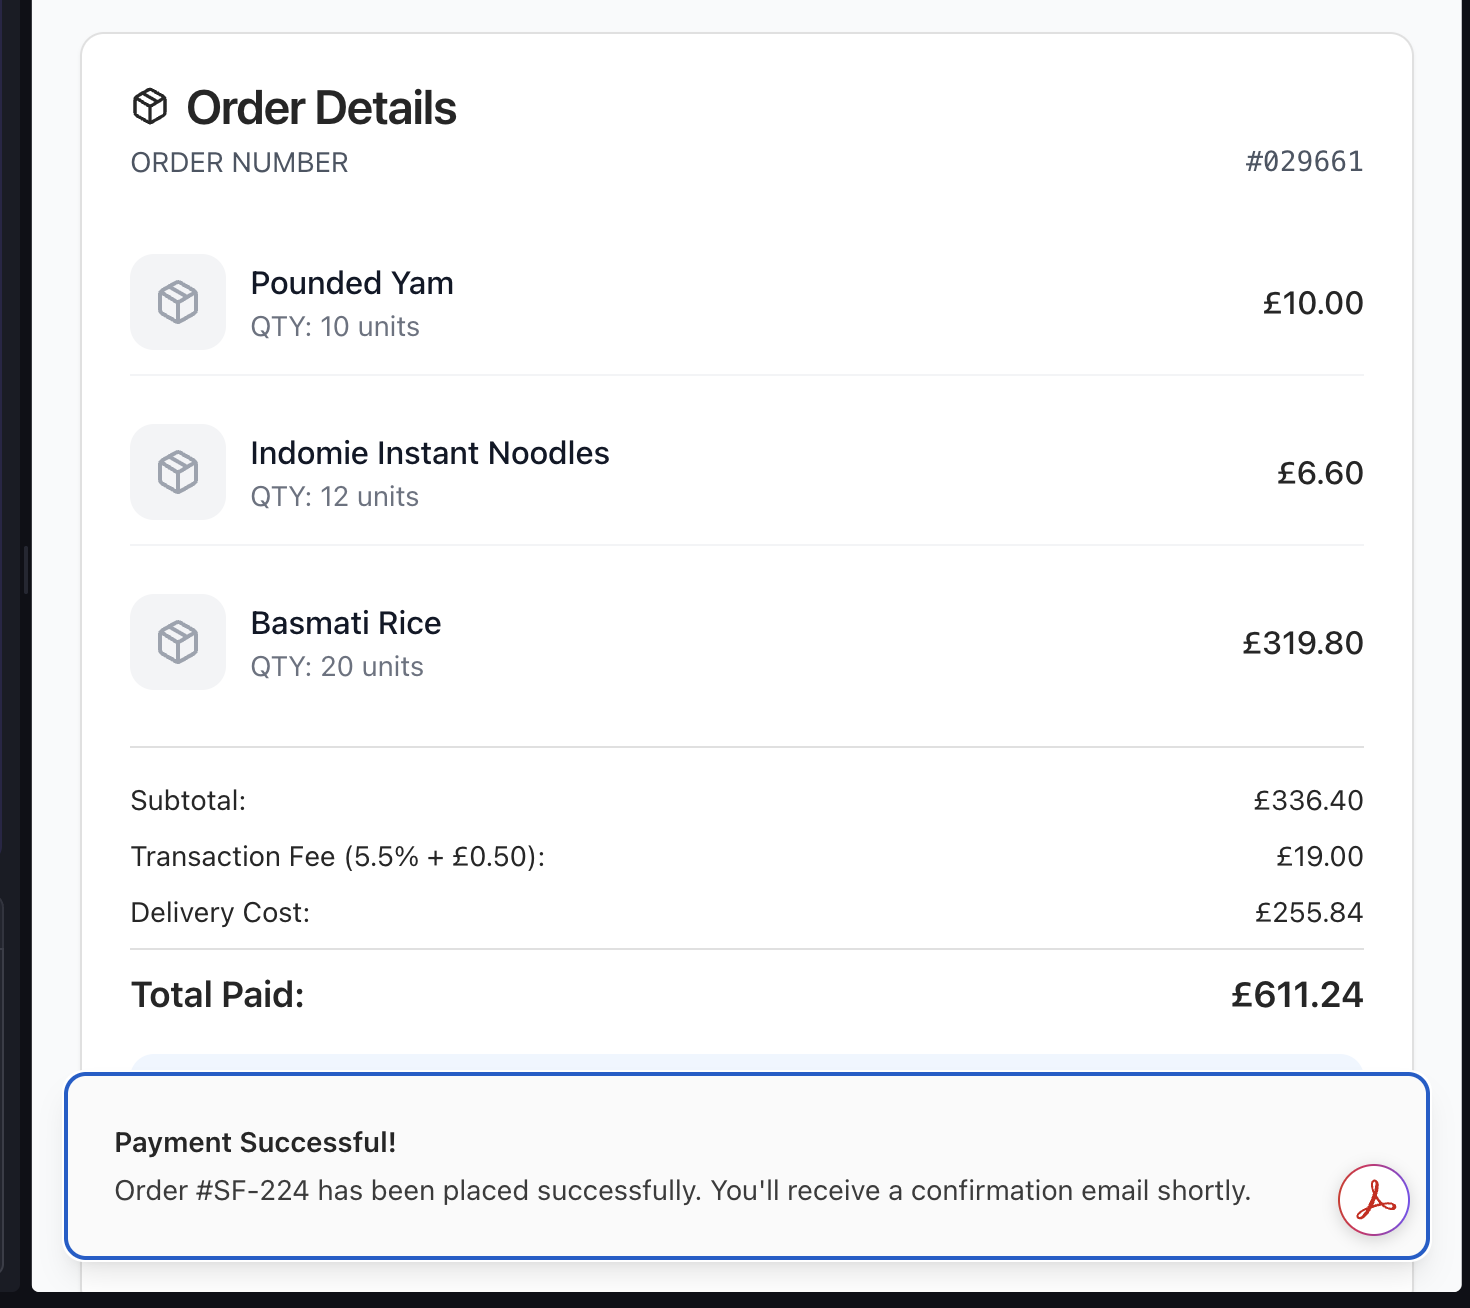 Order Details
ORDER NUMBER #029661
Pounded Yam
QTY: 10 units
£10.00
Indomie Instant Noodles
QTY: 12 units
£6.60
Basmati Rice
QTY: 20 units
£319.80
Subtotal: £336.40
Transaction Fee (5.5% + £0.50): £19.00
Delivery Cost: £255.84
Total Paid: £611.24
Payment Successful!
Order #SF-224 has been placed successfully. You'll receive a confirmation email shortly.